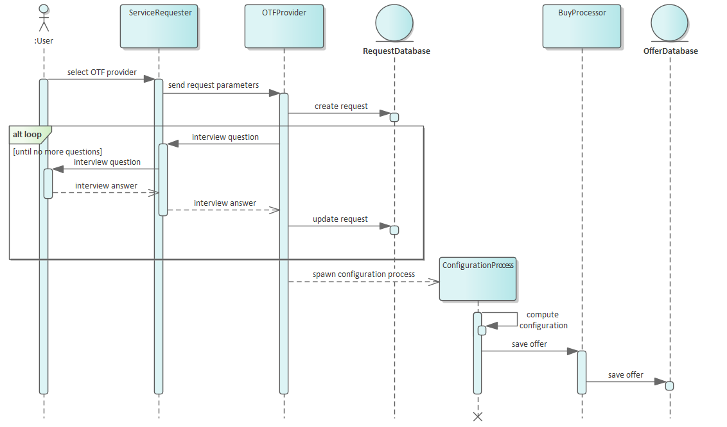 ServiceRequester
OTFProvider
BuyProcessor
:User
RequestDatabase
OfferDatabase
select OTF provider
send request parameters
create request
alt loop
interview question
[until no more questions]
interview question
interview answer
interview answer
update request
ConfigurationProcess
spawn configuration process
compute
configuration
save offer
save offer